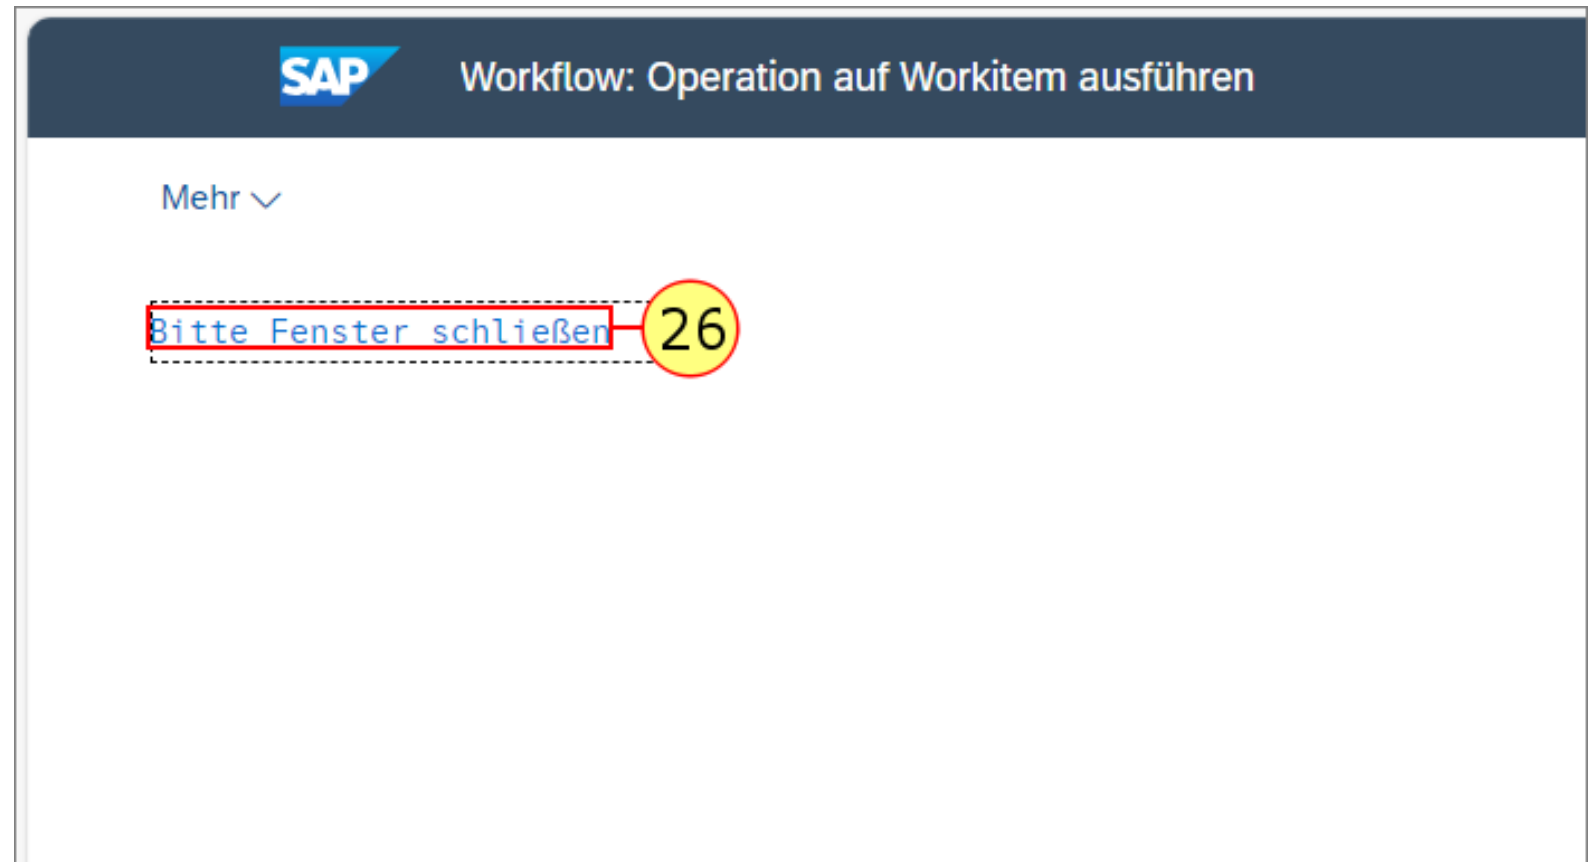 SAP Workflow: Operation auf Workitem ausführen
Mehr
Bitte Fenster schließen 26